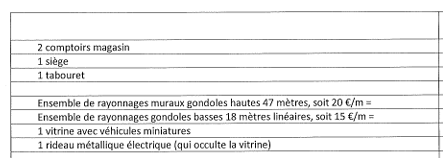 2 comptoirs magasin
1 siège
1 tabouret
Ensemble de rayonnages muraux gondoles hautes 47 mètres, soit 20 €/m =
Ensemble de rayonnages gondoles basses 18 mètres linéaires, soit 15 €/m =
1 vitrine avec véhicules miniatures
1 rideau métallique électrique (qui occulte la vitrine)